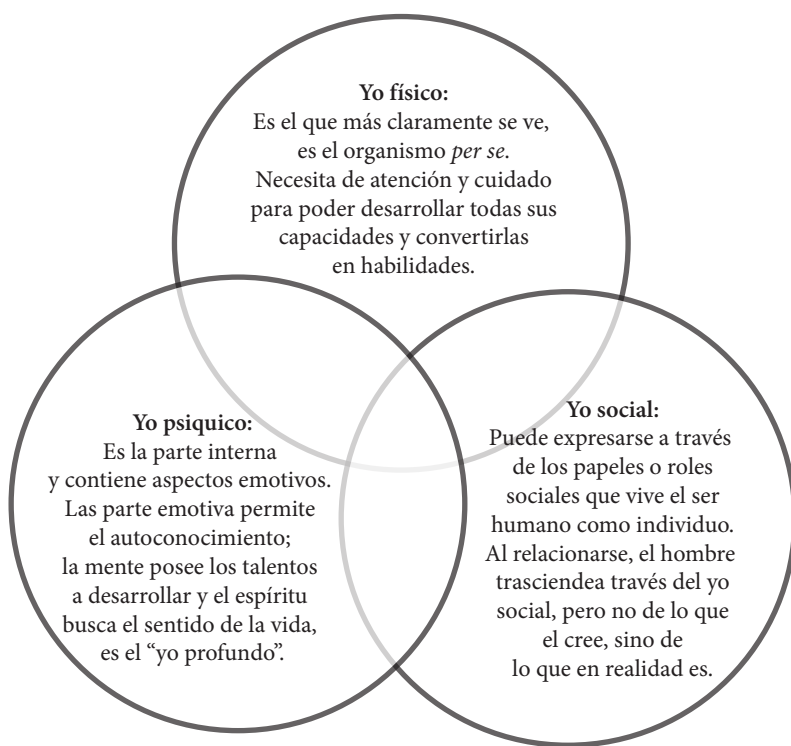 Yo físico:
Es el que más claramente se ve,
es el organismo per se.
Necesita de atención y cuidado
para poder desarrollar todas sus
capacidades y convertirlas
en habilidades.
Yo psiquico:
Es la parte interna
y contiene aspectos emotivos.
Las parte emotiva permite
el autoconocimiento;
la mente posee los talentos
a desarrollar y el espíritu
busca el sentido de la vida,
es el “yo profundo”.
Yo social:
Puede expresarse a través
de los papeles o roles
sociales que vive el ser
humano como individuo.
Al relacionarse, el hombre
trasciendea través del yo
social, pero no de lo que
el cree, sino de
lo que en realidad es.